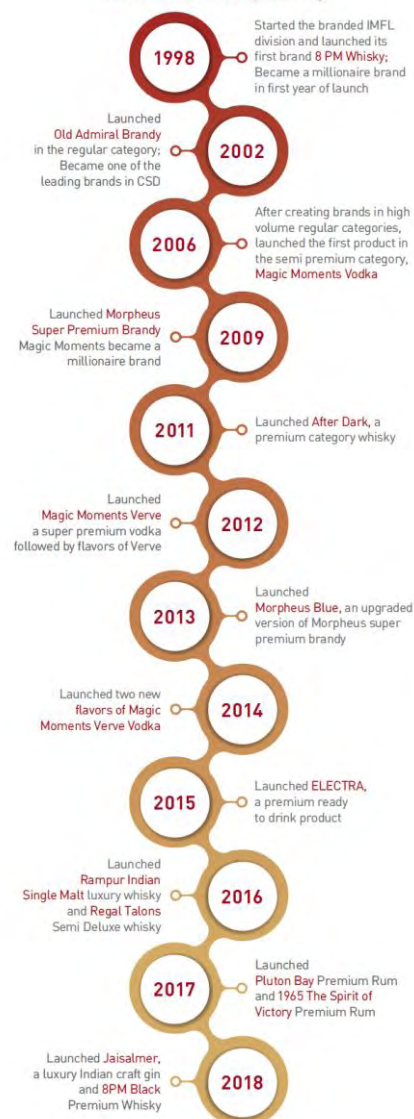 1998
Started the branded IMFL
division and launched its
first brand 8 PM Whisky;
Became a millionaire brand
in first year of launch
Launched
Old Admiral Brandy
in the regular category;
Became one of the
leading brands in CSD
2002
2006
After creating brands in high
volume regular categories,
launched the first product in
the semi premium category,
Magic Moments Vodka
Launched Morpheus
Super Premium Brandy
Magic Moments became a
millionaire brand
2009
2011
Launched After Dark, a
premium category whisky
Launched
Magic Moments Verve
a super premium vodka
followed by flavors of Verve
2012
2013
Launched
Morpheus Blue, an upgraded
version of Morpheus super
premium brandy
Launched two new
flavors of Magic
Moments Verve Vodka
2014
2015
Launched ELECTRA,
a premium ready
to drink product
Launched
Rampur Indian
Single Malt luxury whisky
and Regal Talons
Semi Deluxe whisky
2016
2017
Launched
Pluton Bay Premium Rum
and 1965 The Spirit of
Victory Premium Rum
Launched Jaisalmer,
a luxury Indian craft gin
and 8PM Black
Premium Whisky
2018